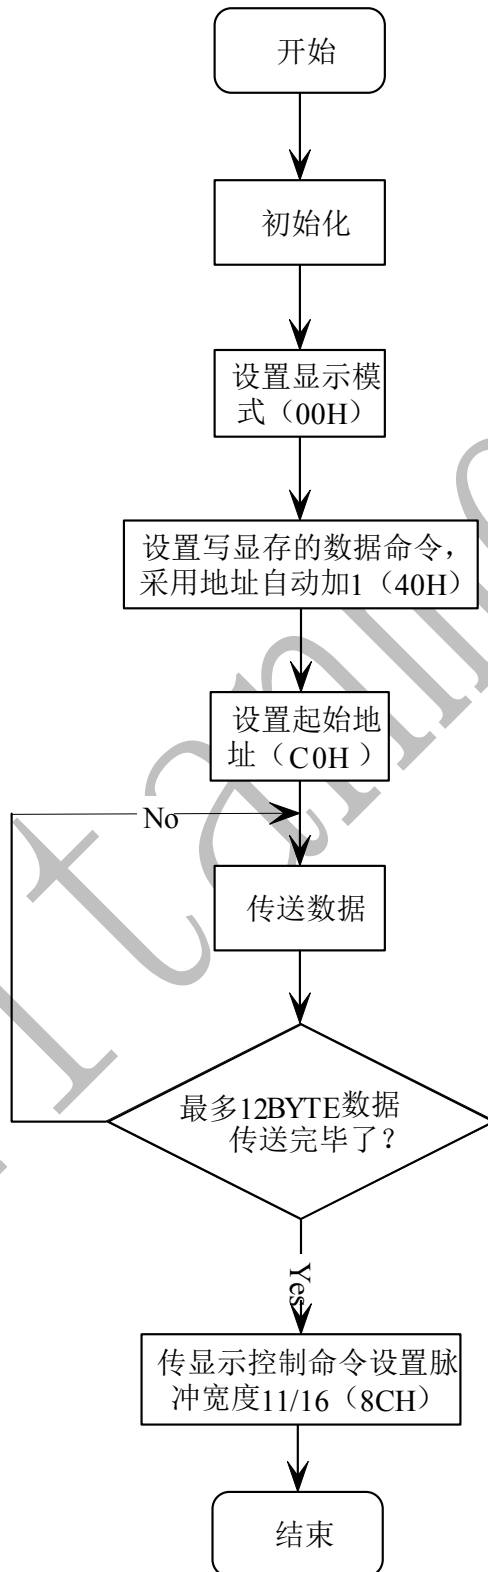 开始
初始化
设置显示模
式（00H）
设置写显存的数据命令，
采用地址自动加1（40H）
设置起始地
址（C0H）
No
传送数据
最多12BYTE数据
传送完毕了？
Yes
传显示控制命令设置脉
冲宽度11/16（8CH）
结束